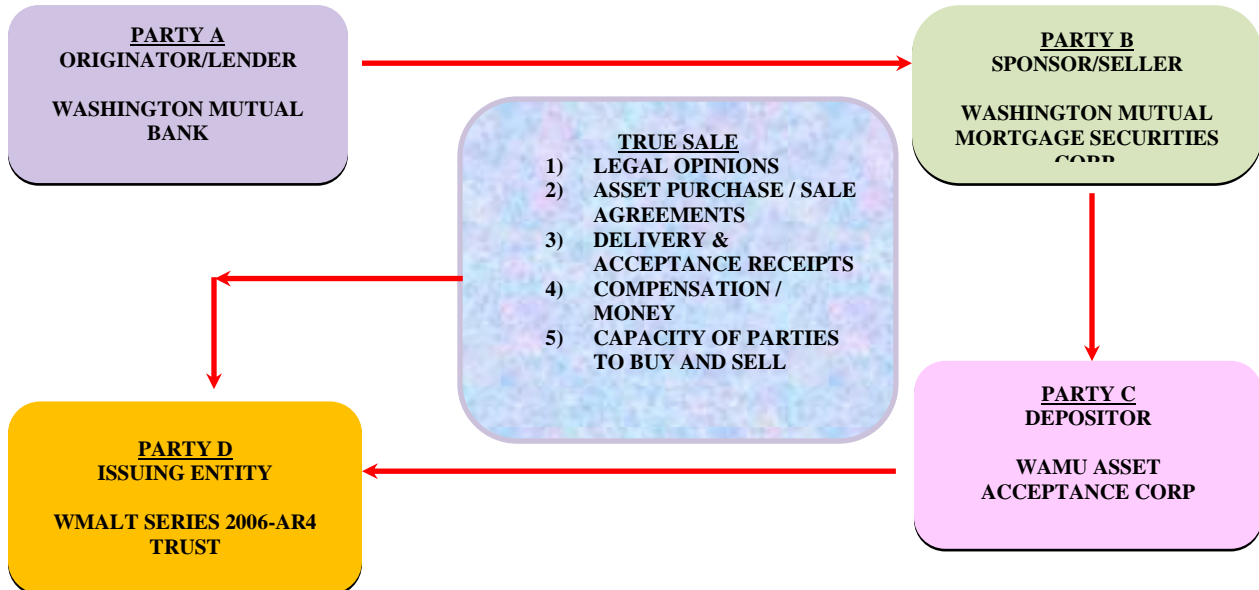 PARTY A
ORIGINATOR/LENDER
WASHINGTON MUTUAL
BANK
PARTY B
SPONSOR/SELLER
WASHINGTON MUTUAL
MORTGAGE SECURITIES
CORP
TRUE SALE
1) LEGAL OPINIONS
2) ASSET PURCHASE / SALE
AGREEMENTS
3) DELIVERY &
ACCEPTANCE RECEIPTS
4) COMPENSATION /
MONEY
5) CAPACITY OF PARTIES
TO BUY AND SELL
PARTY D
ISSUING ENTITY
WMALT SERIES 2006-AR4
TRUST
PARTY C
DEPOSITOR
WAMU ASSET
ACCEPTANCE CORP